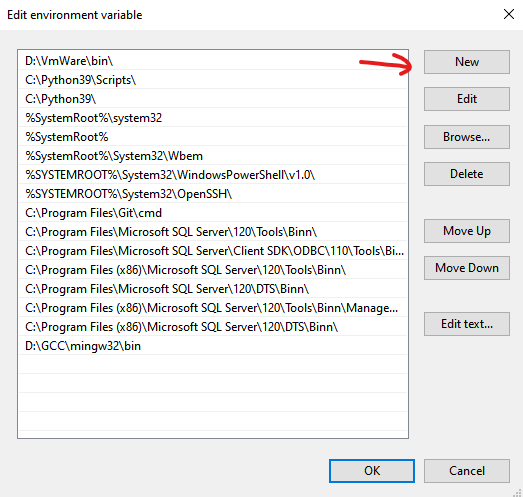 Edit environment variable
D:\VmWare\bin\
C:\Python39\Scripts\
C:\Python39\
%SystemRoot%\system32
%SystemRoot%
%SystemRoot%\System32\Wbem
%SYSTEMROOT%\System32\WindowsPowerShell\v1.0\
%SYSTEMROOT%\System32\OpenSSH\
C:\Program Files\Git\cmd
C:\Program Files\Microsoft SQL Server\120\Tools\Binn\
C:\Program Files\Microsoft SQL Server\Client SDK\ODBC\110\Tools\Bi...
C:\Program Files (x86)\Microsoft SQL Server\120\Tools\Binn\
C:\Program Files\Microsoft SQL Server\120\DTS\Binn\
C:\Program Files (x86)\Microsoft SQL Server\120\Tools\Binn\Manage...
C:\Program Files (x86)\Microsoft SQL Server\120\DTS\Binn\
D:\GCC\mingw32\bin
New
Edit
Browse...
Delete
Move Up
Move Down
Edit text...
OK
Cancel